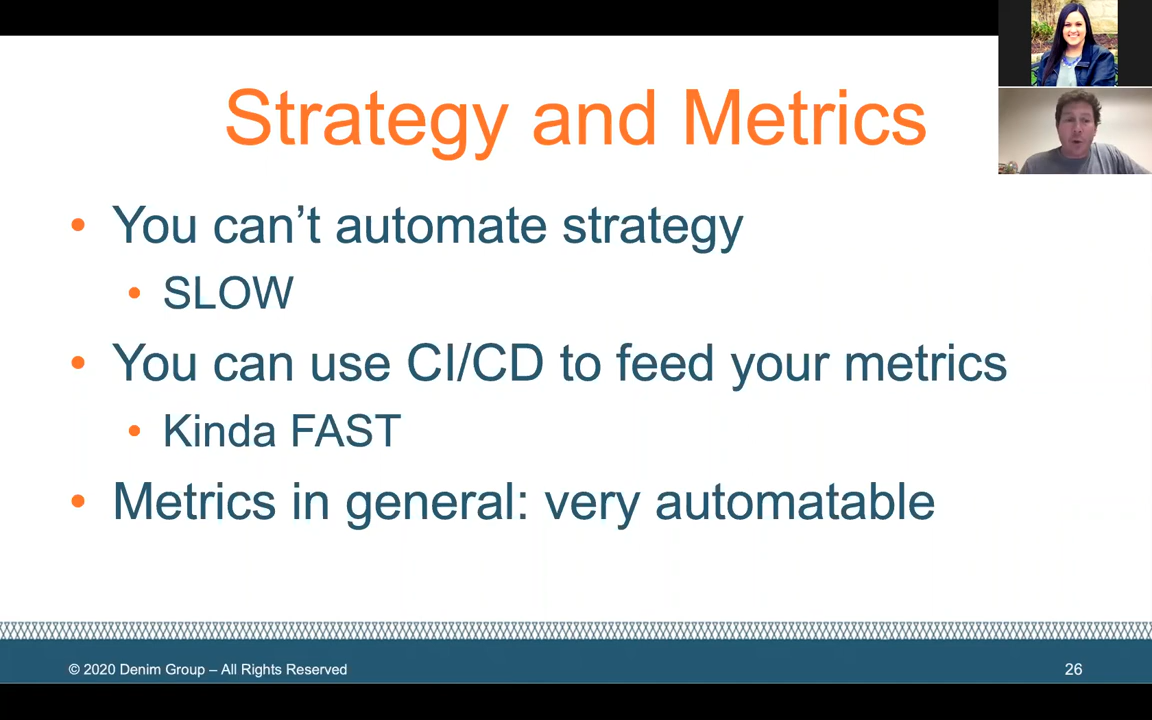 Strategy and Metrics
• You can’t automate strategy
• SLOW
• You can use CI/CD to feed your metrics
• Kinda FAST
• Metrics in general: very automatable
© 2020 Denim Group – All Rights Reserved
26